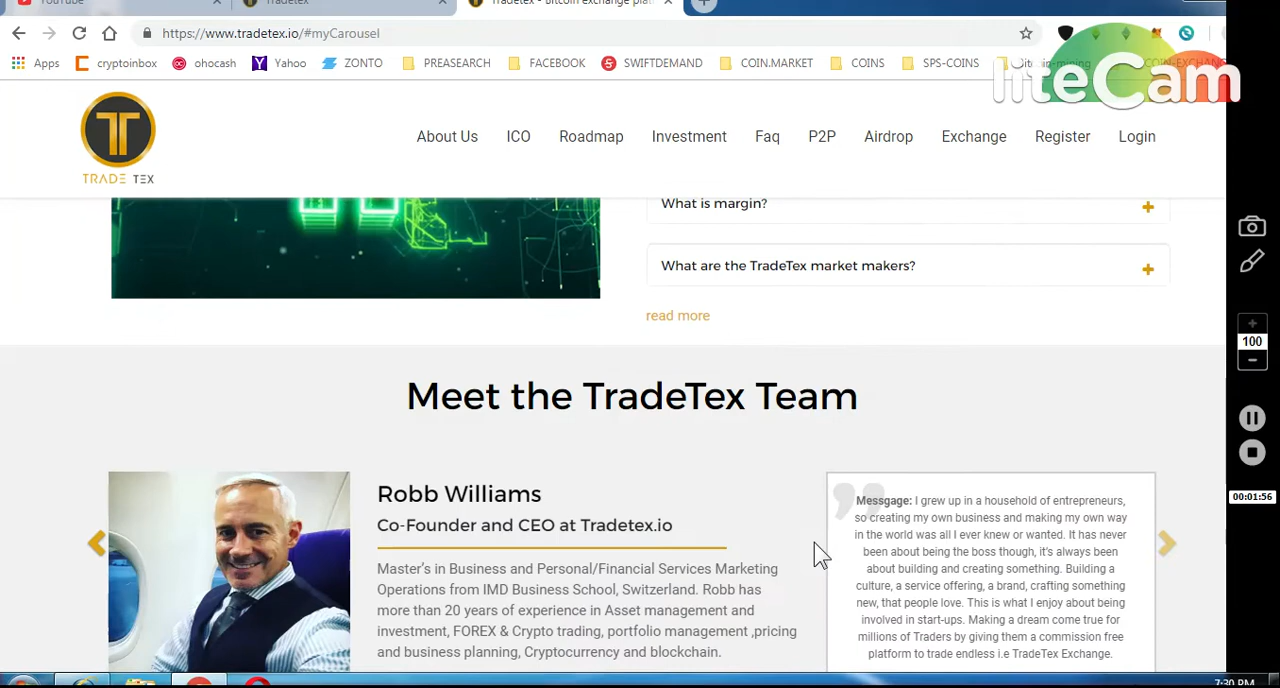 YouTube
Tradetex
Tradetex - Bitcoin exchange plat
https://www.tradetex.io/#myCarousel
Apps cryptoinbox ohocash Yahoo ZONTO PREASEARCH FACEBOOK SWIFTDEMAND COIN.MARKET COINS SPS-COINS
liteCam
TRADE TEX
About Us ICO Roadmap Investment Faq P2P Airdrop Exchange Register Login
What is margin?
What are the TradeTex market makers?
read more
100
Meet the TradeTex Team
Robb Williams
Co-Founder and CEO at Tradetex.io
Master's in Business and Personal/Financial Services Marketing
Operations from IMD Business School, Switzerland. Robb has
more than 20 years of experience in Asset management and
investment, FOREX & Crypto trading, portfolio management ,pricing
and business planning, Cryptocurrency and blockchain.
Messgage: I grew up in a household of entrepreneurs,
so creating my own business and making my own way
in the world was all I ever knew or wanted. It has never
been about being the boss though, it's always been
about building and creating something. Building a
culture, a service offering, a brand, crafting something
new, that people love. This is what I enjoy about being
involved in start-ups. Making a dream come true for
millions of Traders by giving them a commission free
platform to trade endless i.e TradeTex Exchange.
00:01:56
7:30 PM